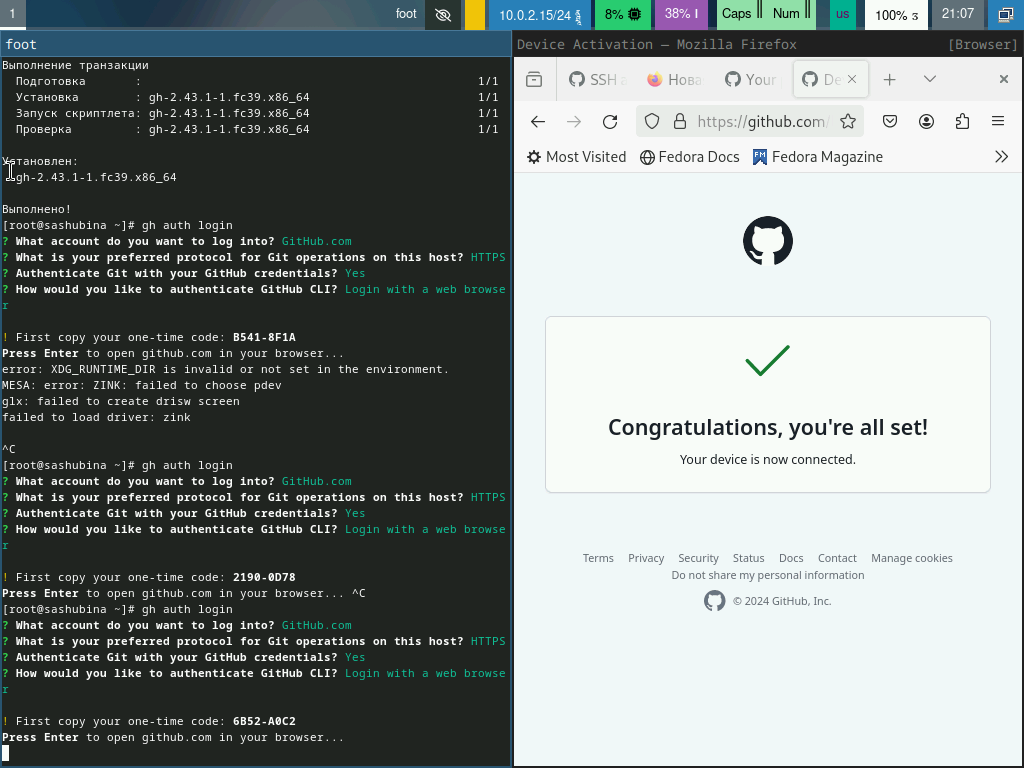 1
foot
10.0.2.15/24
8%
38%
Caps
Num
us
100%
21:07
foot
Выполнение транзакции
Подготовка : 1/1
Установка : gh-2.43.1-1.fc39.x86_64 1/1
Запуск скриптлета: gh-2.43.1-1.fc39.x86_64 1/1
Проверка : gh-2.43.1-1.fc39.x86_64 1/1
Установлен:
gh-2.43.1-1.fc39.x86_64
Выполнено!
[root@sashubina ~]# gh auth login
? What account do you want to log into? GitHub.com
? What is your preferred protocol for Git operations on this host? HTTPS
? Authenticate Git with your GitHub credentials? Yes
? How would you like to authenticate GitHub CLI? Login with a web browse
r
! First copy your one-time code: B541-8F1A
Press Enter to open github.com in your browser...
error: XDG_RUNTIME_DIR is invalid or not set in the environment.
MESA: error: ZINK: failed to choose pdev
glx: failed to create drisw screen
failed to load driver: zink
^C
[root@sashubina ~]# gh auth login
? What account do you want to log into? GitHub.com
? What is your preferred protocol for Git operations on this host? HTTPS
? Authenticate Git with your GitHub credentials? Yes
? How would you like to authenticate GitHub CLI? Login with a web browse
r
! First copy your one-time code: 2190-0D78
Press Enter to open github.com in your browser... ^C
[root@sashubina ~]# gh auth login
? What account do you want to log into? GitHub.com
? What is your preferred protocol for Git operations on this host? HTTPS
? Authenticate Git with your GitHub credentials? Yes
? How would you like to authenticate GitHub CLI? Login with a web browse
r
! First copy your one-time code: 6B52-A0C2
Press Enter to open github.com in your browser...
Device Activation — Mozilla Firefox [Browser]
SSH
Нова
Your
De
https://github.com/
Most Visited
Fedora Docs
FM
Fedora Magazine
Congratulations, you're all set!
Your device is now connected.
Terms Privacy Security Status Docs Contact Manage cookies
Do not share my personal information
© 2024 GitHub, Inc.